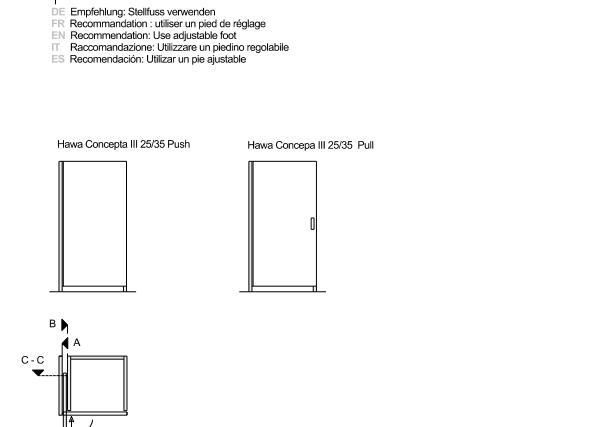 DE Empfehlung: Stellfuss verwenden
FR Recommandation : utiliser un pied de réglage
EN Recommendation: Use adjustable foot
IT Raccomandazione: Utilizzare un piedino regolabile
ES Recomendación: Utilizar un pie ajustable
Hawa Concepta III 25/35 Push
Hawa Concepa III 25/35 Pull
B
A
C - C